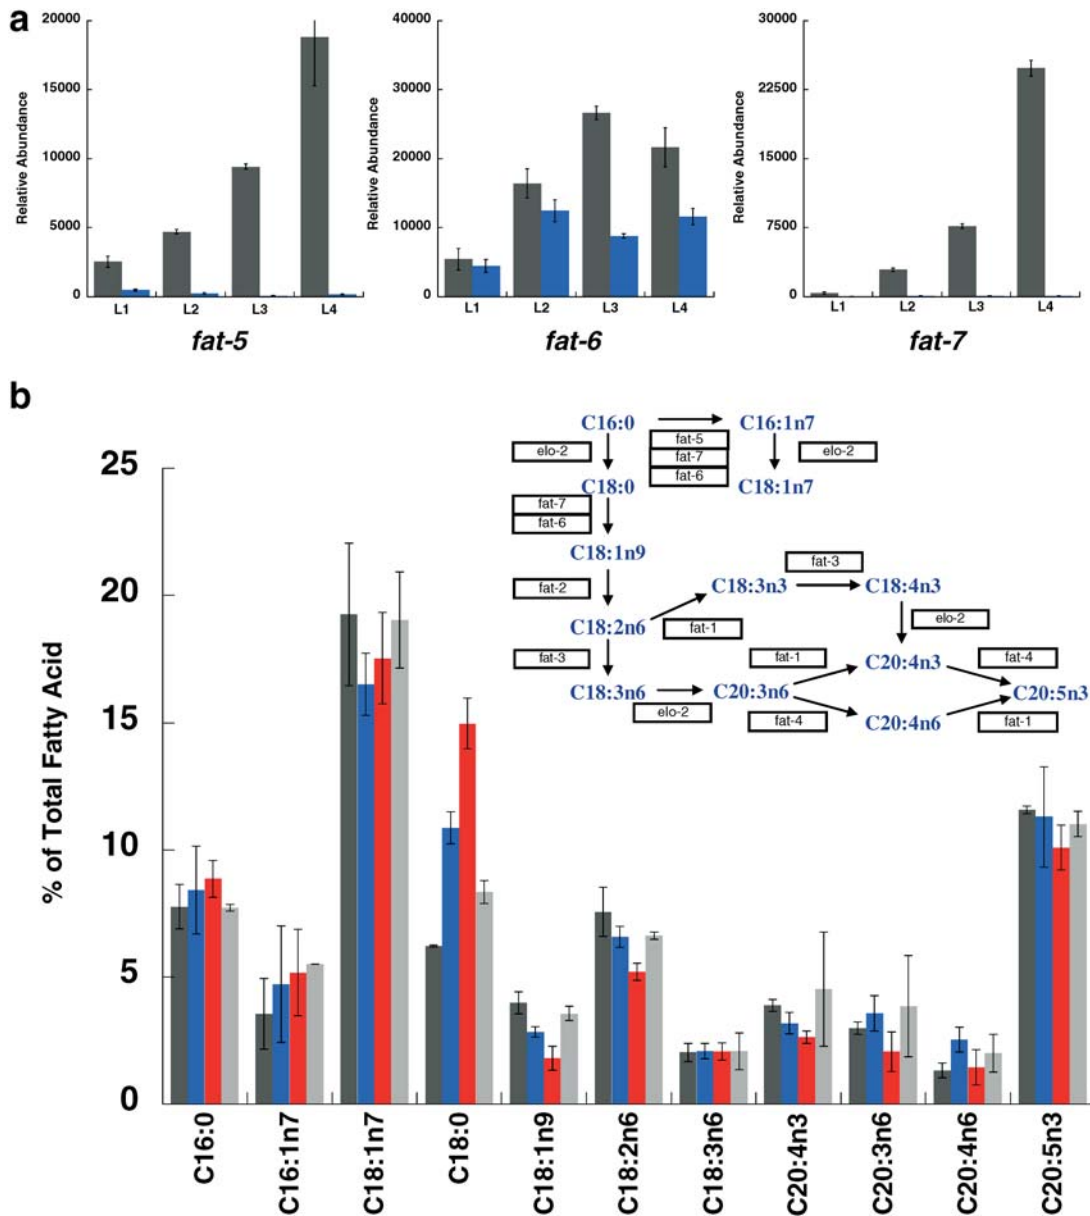 a
20000
15000
10000
5000
0
Relative Abundance
L1 L2 L3 L4
fat-5
40000
30000
20000
10000
0
Relative Abundance
L1 L2 L3 L4
fat-6
30000
22500
15000
7500
0
Relative Abundance
L1 L2 L3 L4
fat-7
b
C16:0 C16:1n7
elo-2 fat-5 elo-2
fat-7
fat-6
C18:0 C18:1n7
fat-7
fat-6
C18:1n9
fat-2
fat-3
C18:3n3 C18:4n3
C18:2n6
fat-1
elo-2
fat-3
fat-1
C20:4n3
fat-4
C18:3n6 C20:3n6 C20:5n3
elo-2
fat-4
C20:4n6
fat-1
25
20
15
10
5
0
% of Total Fatty Acid
C16:0
C16:1n7
C18:1n7
C18:0
C18:1n9
C18:2n6
C18:3n6
C20:4n3
C20:3n6
C20:4n6
C20:5n3